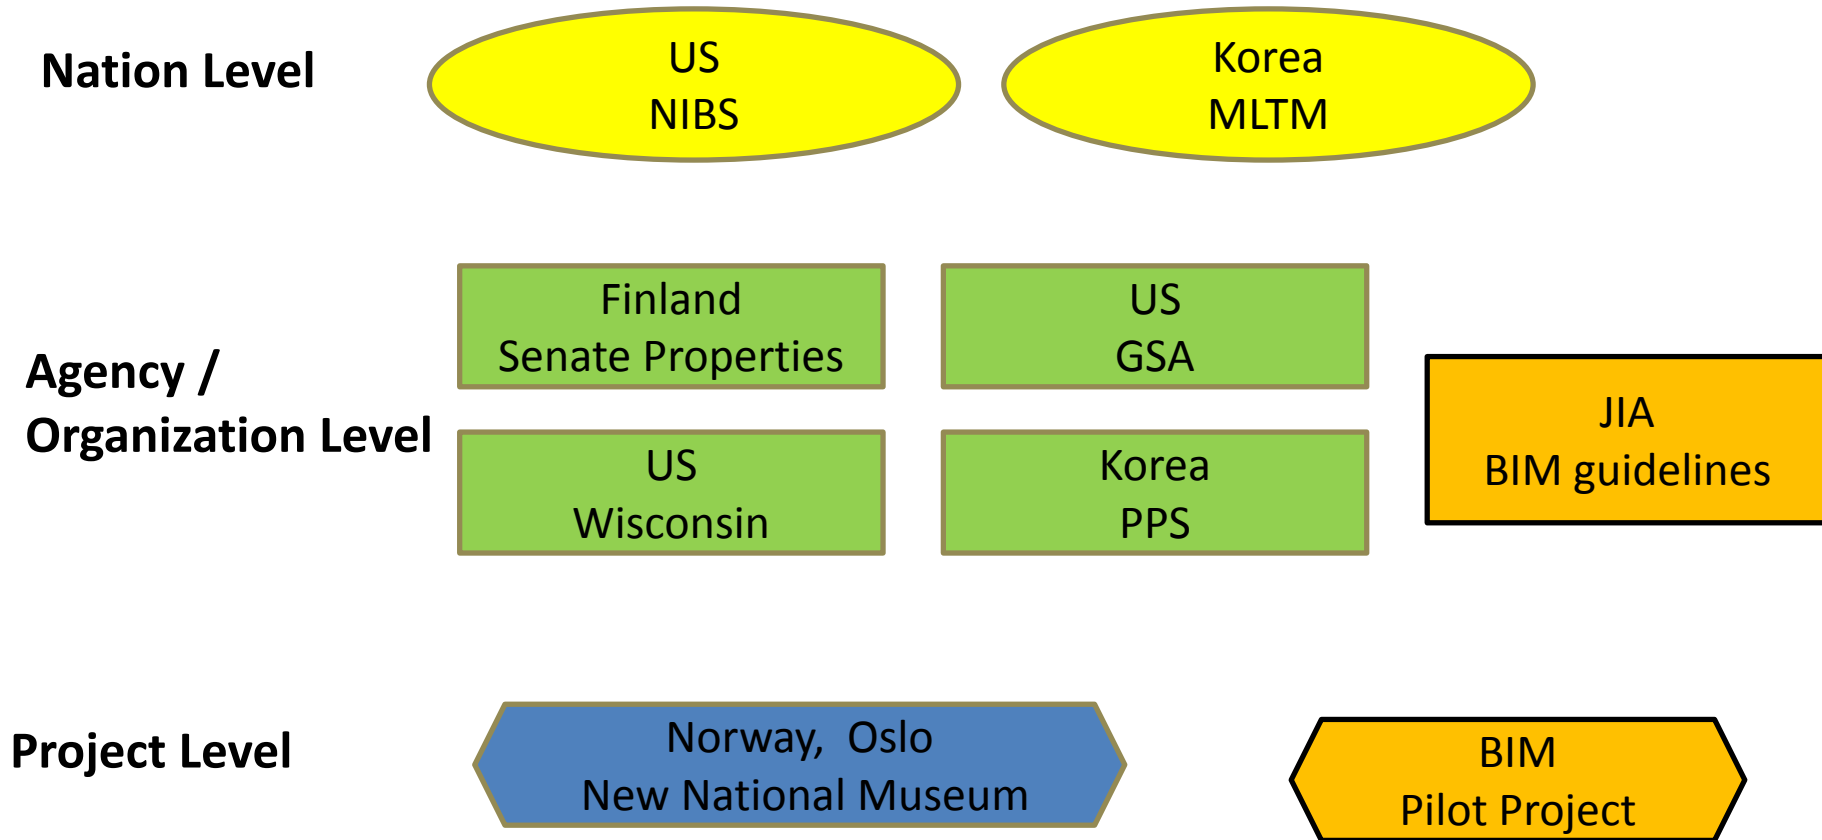 Nation Level
US
NIBS
Korea
MLTM
Agency /
Organization Level
Finland
Senate Properties
US
GSA
US
Wisconsin
Korea
PPS
JIA
BIM guidelines
Project Level
Norway,  Oslo
New National Museum
BIM
Pilot Project